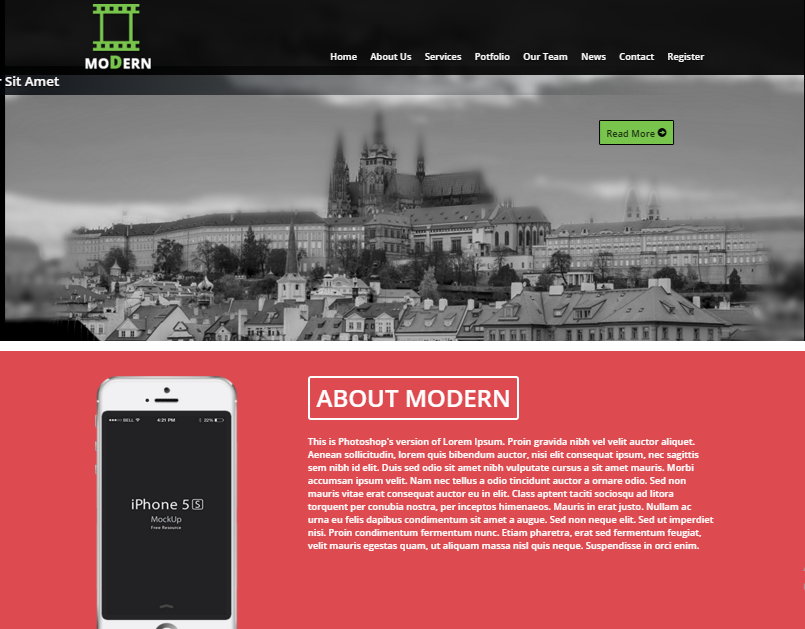 MODERN
Home About Us Services Potfolio Our Team News Contact Register
Sit Amet
Read More
ABOUT MODERN
This is Photoshop's version of Lorem Ipsum. Proin gravida nibh vel velit auctor aliquet.
Aenean sollicitudin, lorem quis bibendum auctor, nisi elit consequat ipsum, nec sagittis
sem nibh id elit. Duis sed odio sit amet nibh vulputate cursus a sit amet mauris. Morbi
accumsan ipsum velit. Nam nec tellus a odio tincidunt auctor a ornare odio. Sed non
mauris vitae erat consequat auctor eu in elit. Class aptent taciti sociosqu ad litora
torquent per conubia nostra, per inceptos himenaeos. Mauris in erat justo. Nullam ac
urna eu felis dapibus condimentum sit amet a augue. Sed non neque elit. Sed ut imperdiet
nisi. Proin condimentum fermentum nunc. Etiam pharetra, erat sed fermentum feugiat,
velit mauris egestas quam, ut aliquam massa nisl quis neque. Suspendisse in orci enim.
BELL 4:21 PM 22%
iPhone 5 S
MockUp
Free Resource